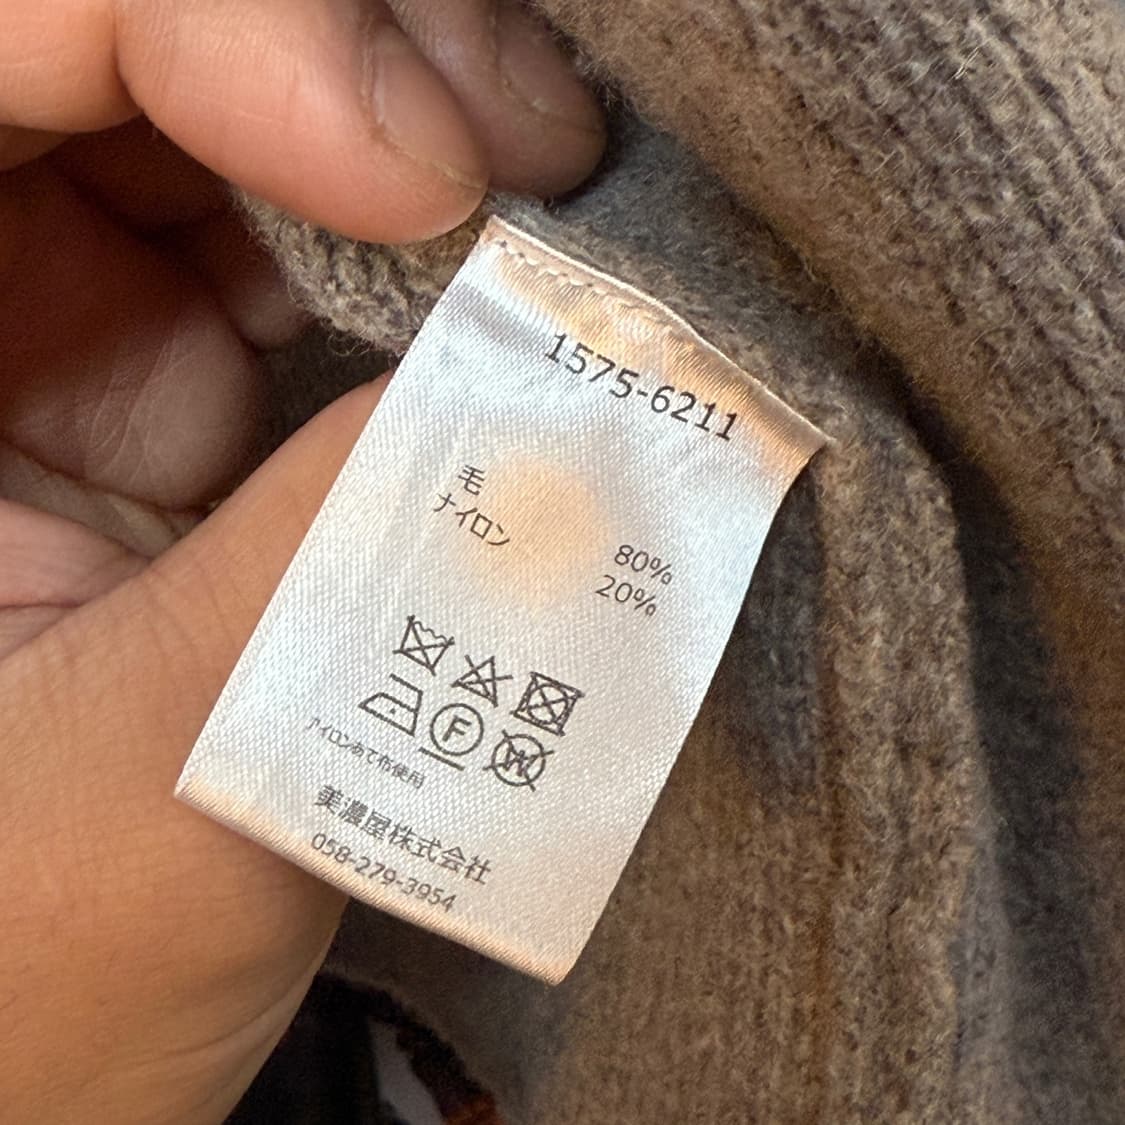 1575-6211
毛 80%
ナイロン 20%
F W
アイロンあて布使用
美濃屋株式会社
058-279-3954